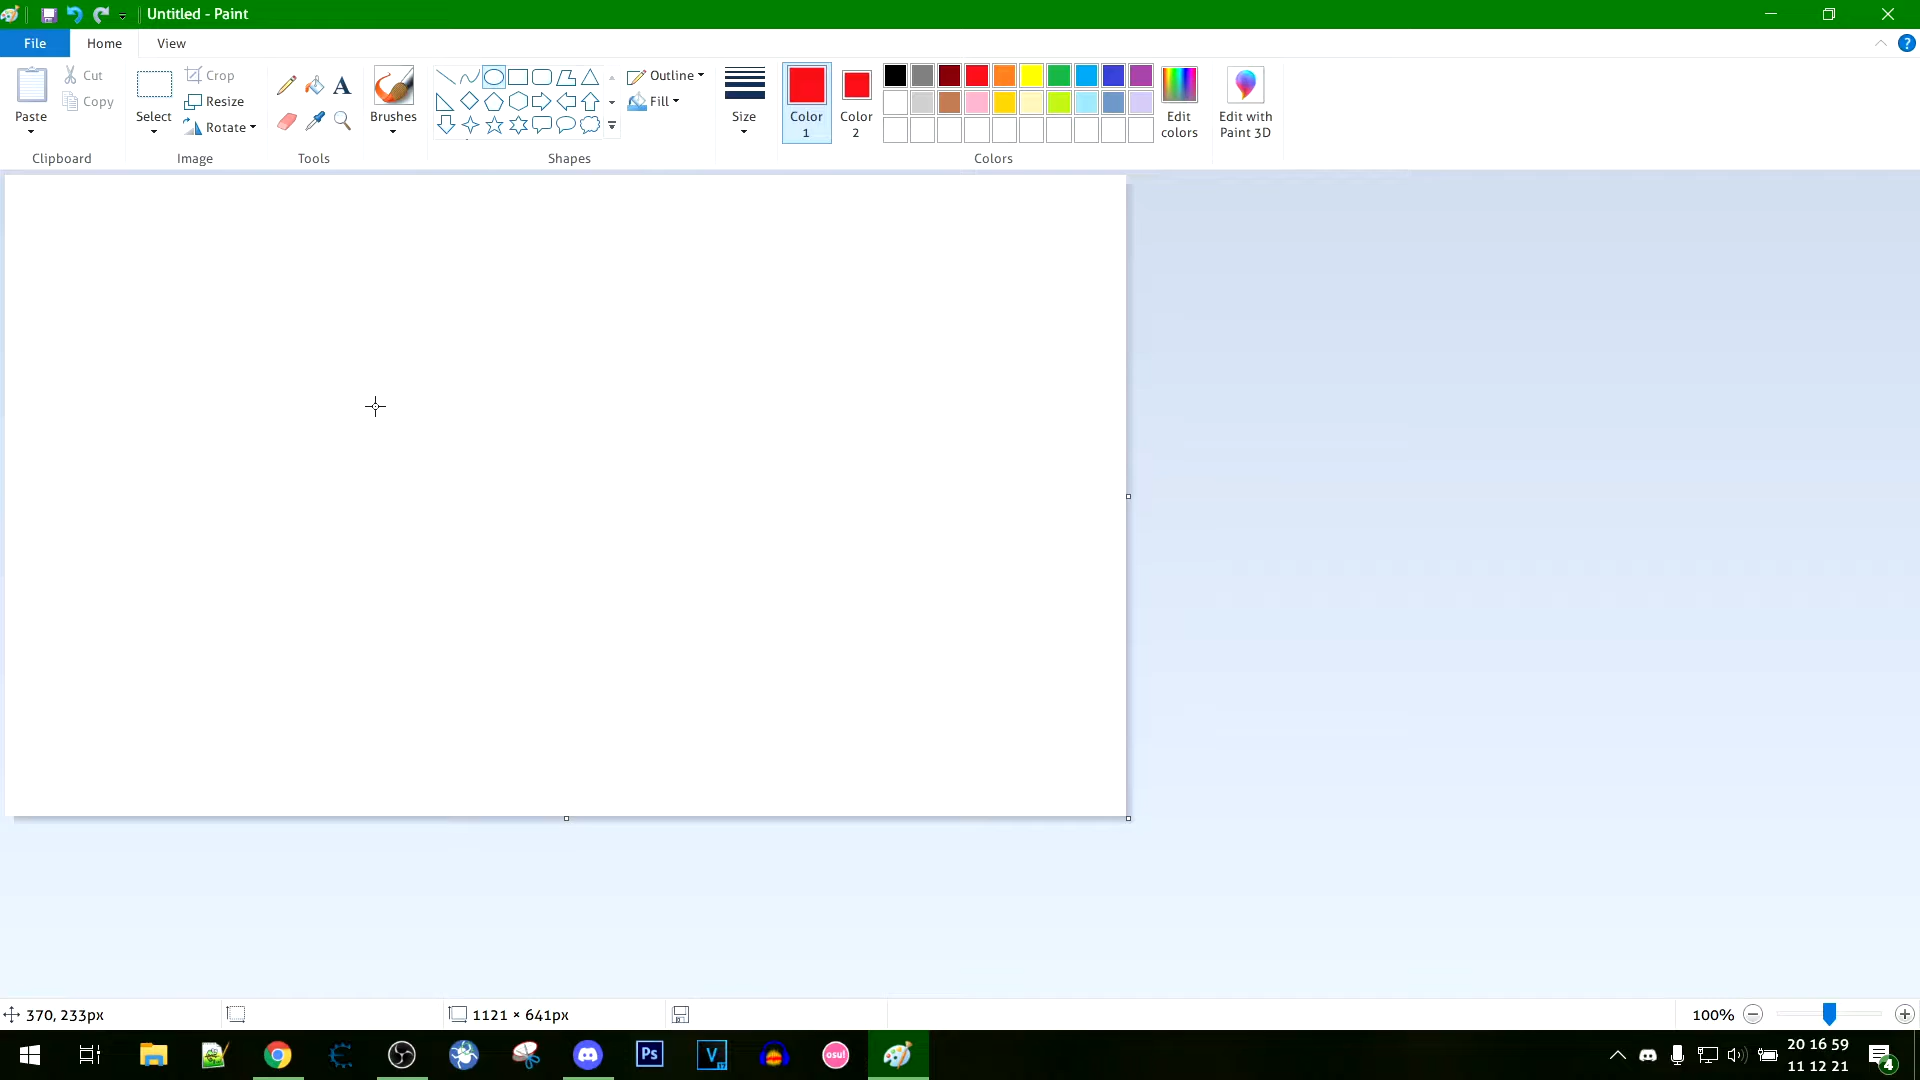 Untitled - Paint
File
Home
View
?
Paste
Cut
Copy
Clipboard
Select
Crop
Resize
Rotate
Image
A
Tools
Brushes
Shapes
Outline
Fill
Size
Color
1
Color
2
Colors
Edit
colors
Edit with
Paint 3D
370, 233px
1121 × 641px
100%
Ps
V
osu!
20 16 59
11 12 21
4